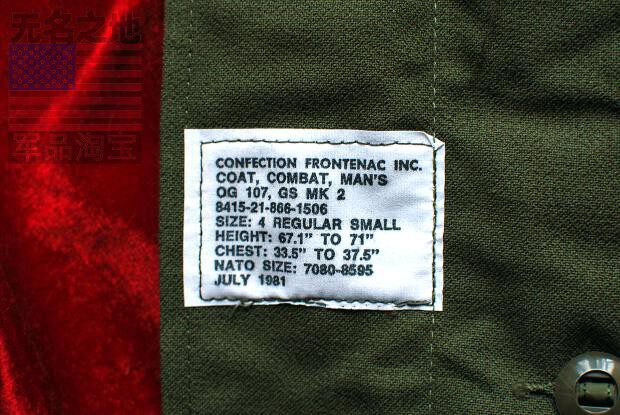 无名之地
军品淘宝
CONFECTION FRONTENAC INC.
COAT, COMBAT, MAN'S
OG 107, GS MK 2
8415-21-866-1506
SIZE: 4 REGULAR SMALL
HEIGHT: 67.1" TO 71"
CHEST: 33.5" TO 37.5"
NATO SIZE: 7080-8595
JULY 1981